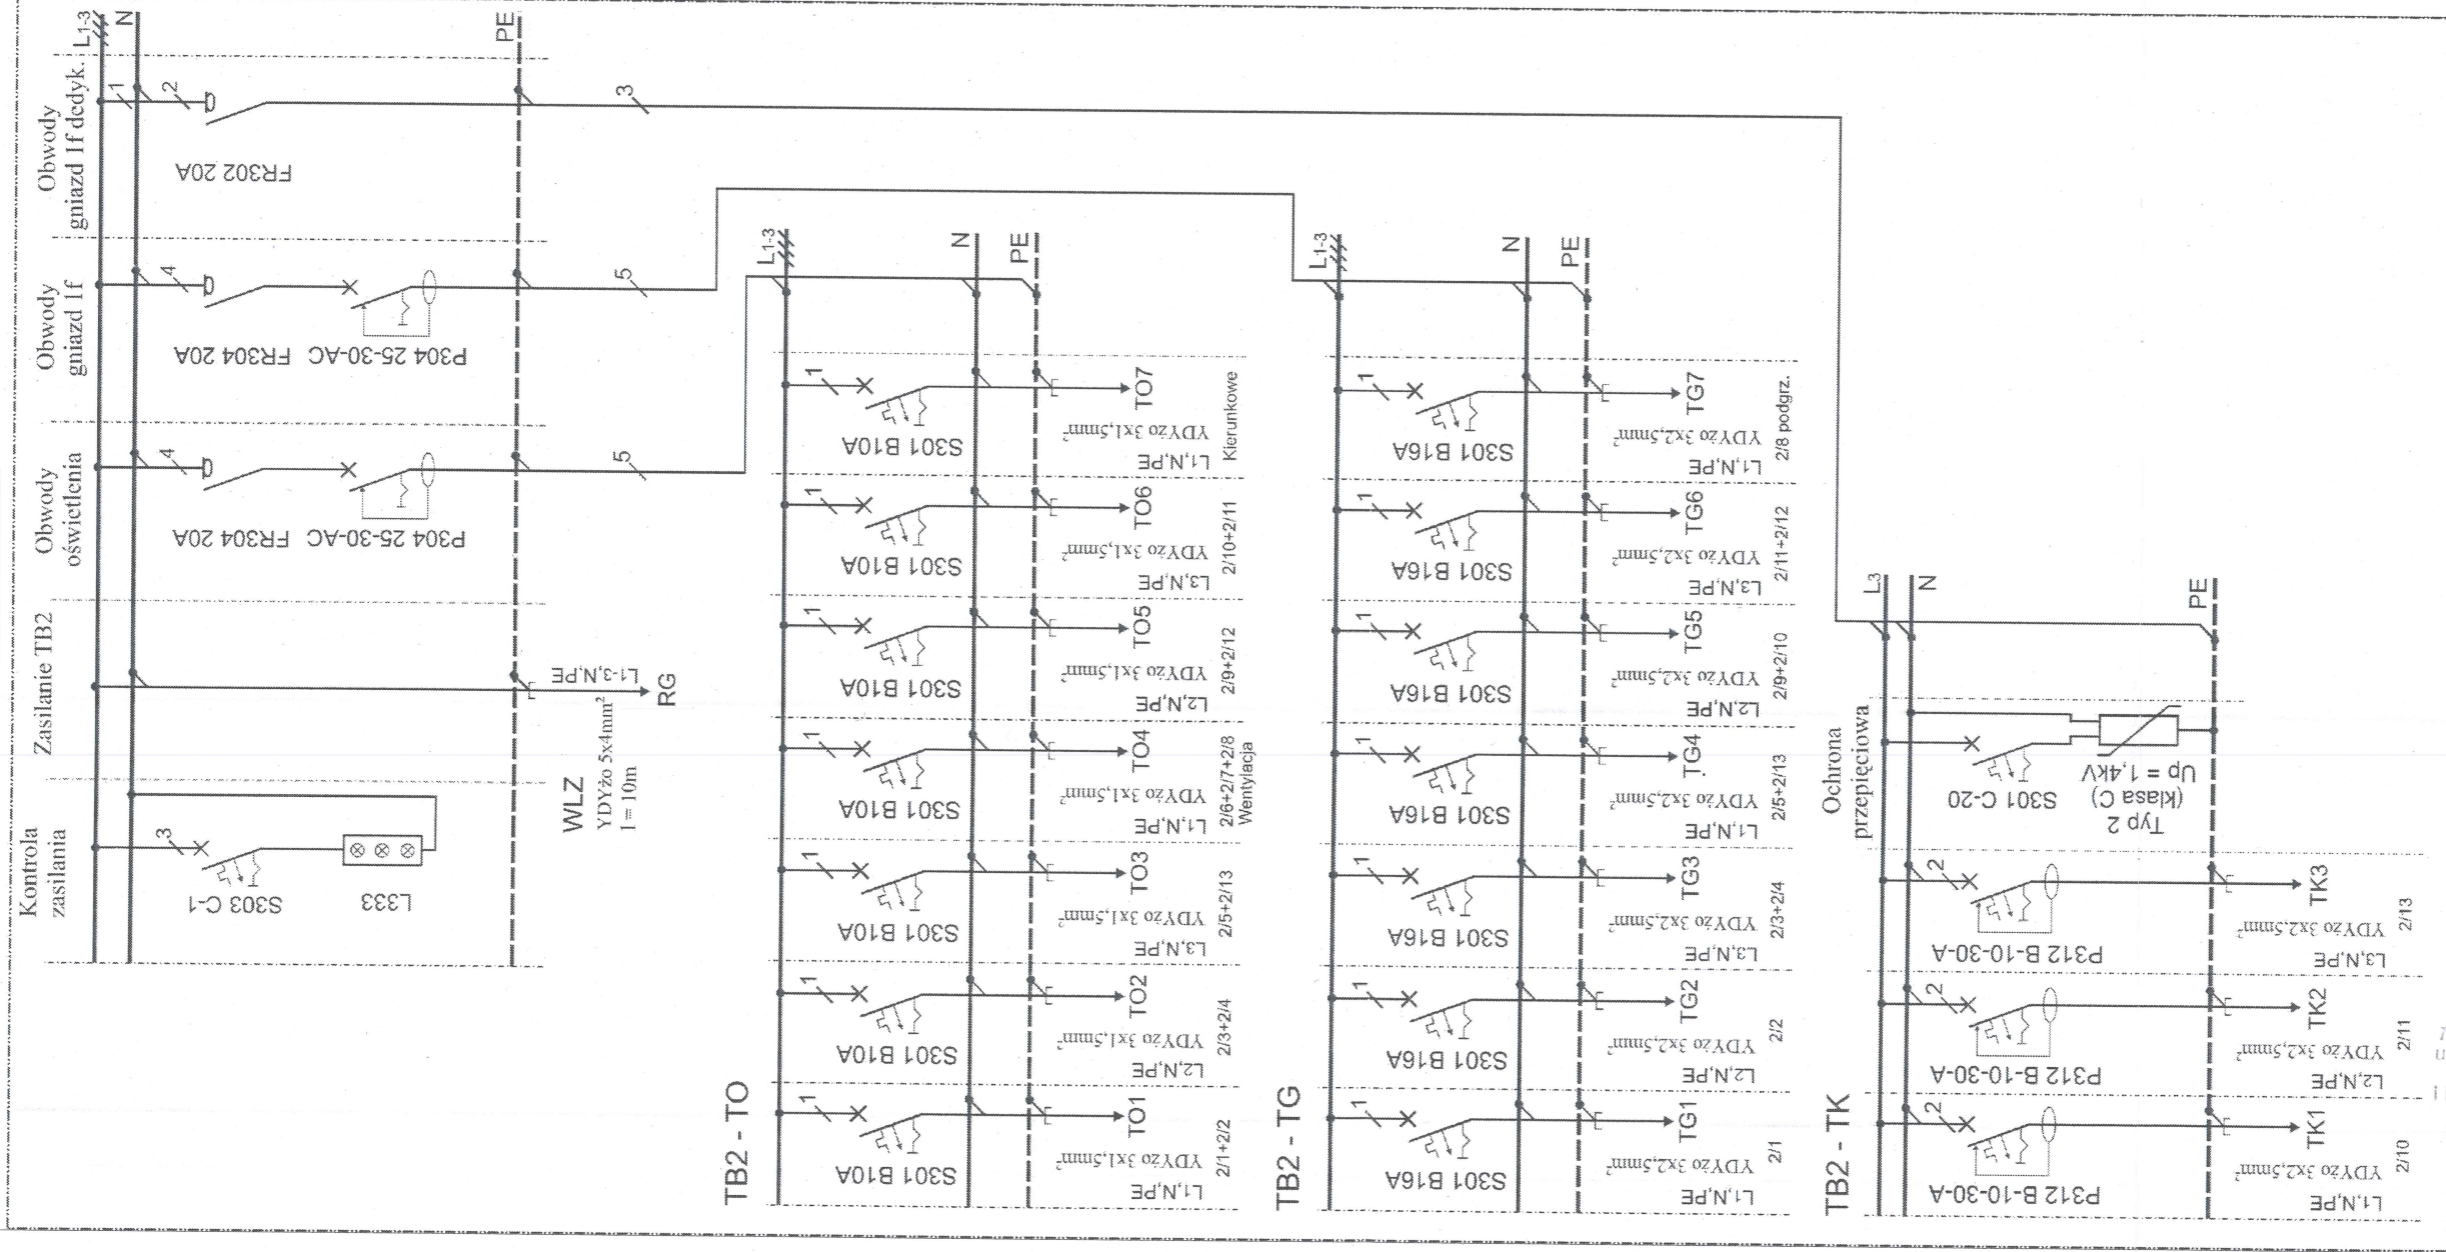 Kontrola
zasilania
Zasilanie TB2
Obwody
oświetlenia
Obwody
gniazd 1f
Obwody
gniazd 1f dedyk.
L1-3
N
3
4
4
1
2
S303 C-1
L333
FR304 20A
P304 25-30-AC
FR304 20A
P304 25-30-AC
FR302 20A
PE
L1-3,N,PE
RG
WLZ
YDYżo 5x4mm²
l = 10m
5
5
3
TB2 - TO
L1-3
N
PE
1
S301 B10A
TO1
YDYżo 3x1,5mm²
L1,N,PE
2/1+2/2
1
S301 B10A
TO2
YDYżo 3x1,5mm²
L2,N,PE
2/3+2/4
1
S301 B10A
TO3
YDYżo 3x1,5mm²
L3,N,PE
2/5+2/13
1
S301 B10A
TO4
YDYżo 3x1,5mm²
L1,N,PE
2/6+2/7+2/8
Wentylacja
1
S301 B10A
TO5
YDYżo 3x1,5mm²
L2,N,PE
2/9+2/12
1
S301 B10A
TO6
YDYżo 3x1,5mm²
L3,N,PE
2/10+2/11
1
S301 B10A
TO7
YDYżo 3x1,5mm²
L1,N,PE
Kierunkowe
TB2 - TG
L1-3
N
PE
1
S301 B16A
TG1
YDYżo 3x2,5mm²
L1,N,PE
2/1
1
S301 B16A
TG2
YDYżo 3x2,5mm²
L2,N,PE
2/2
1
S301 B16A
TG3
YDYżo 3x2,5mm²
L3,N,PE
2/3+2/4
1
S301 B16A
TG4
YDYżo 3x2,5mm²
L1,N,PE
2/5+2/13
1
S301 B16A
TG5
YDYżo 3x2,5mm²
L2,N,PE
2/9+2/10
1
S301 B16A
TG6
YDYżo 3x2,5mm²
L3,N,PE
2/11+2/12
1
S301 B16A
TG7
YDYżo 3x2,5mm²
L1,N,PE
2/8 podgrz.
TB2 - TK
L3
N
PE
2
P312 B-10-30-A
TK1
YDYżo 3x2,5mm²
L1,N,PE
2/10
2
P312 B-10-30-A
TK2
YDYżo 3x2,5mm²
L2,N,PE
2/11
2
P312 B-10-30-A
TK3
YDYżo 3x2,5mm²
L3,N,PE
2/13
Ochrona
przepięciowa
S301 C-20
Typ 2
(klasa C)
Up = 1,4kV